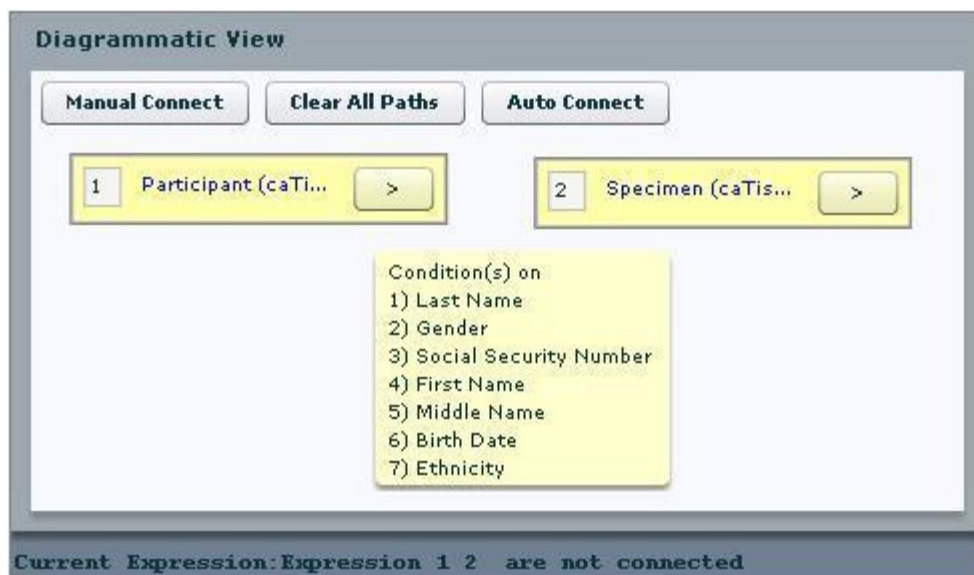 Diagrammatic View
Manual Connect Clear All Paths Auto Connect
1 Participant (caTi... > 2 Specimen (caTis... >
Condition(s) on
1) Last Name
2) Gender
3) Social Security Number
4) First Name
5) Middle Name
6) Birth Date
7) Ethnicity
Current Expression:Expression 1 2 are not connected